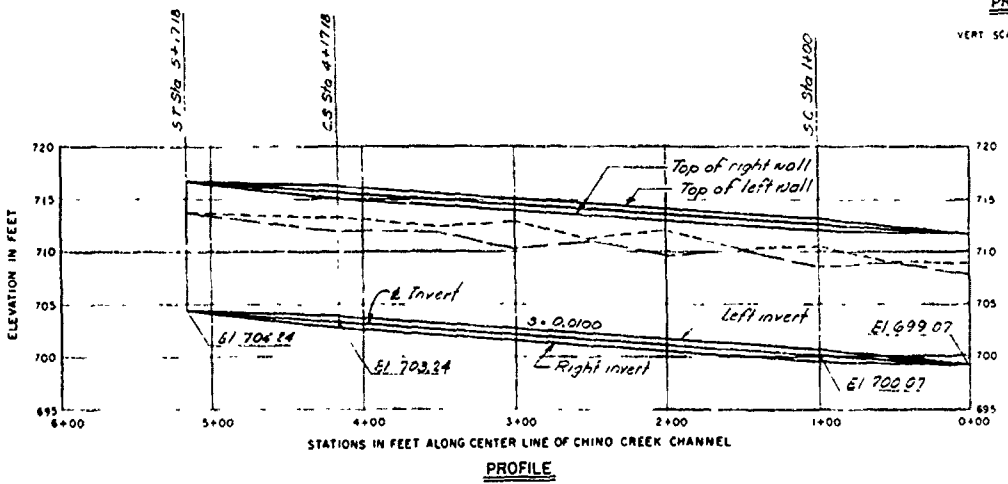 VERT SC
S.T. Sta 5+17.18
C.S Sta 4+17.18
S.C. Sta 1+00
720
715
710
705
700
695
ELEVATION IN FEET
720
715
710
705
700
695
Top of right wall
Top of left wall
₵ Invert
S=0.0100
Left invert
Right invert
El 704.24
El 703.24
El 699.07
El 700.07
6+00
5+00
4+00
3+00
2+00
1+00
0+00
STATIONS IN FEET ALONG CENTER LINE OF CHINO CREEK CHANNEL
PROFILE